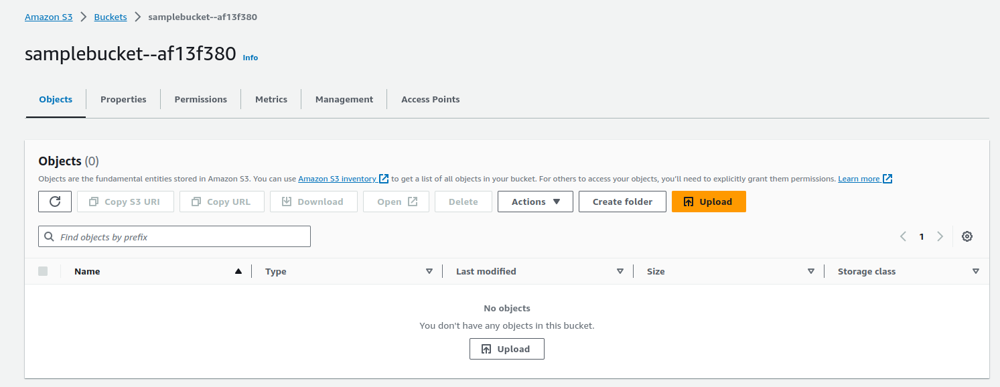 Amazon S3 > Buckets > samplebucket--af13f380
samplebucket--af13f380 Info
Objects Properties Permissions Metrics Management Access Points
Objects (0)
Objects are the fundamental entities stored in Amazon S3. You can use Amazon S3 inventory to get a list of all objects in your bucket. For others to access your objects, you'll need to explicitly grant them permissions. Learn more
Copy S3 URI Copy URL Download Open Delete Actions Create folder Upload
Find objects by prefix 1
Name Type Last modified Size Storage class
No objects
You don't have any objects in this bucket.
Upload